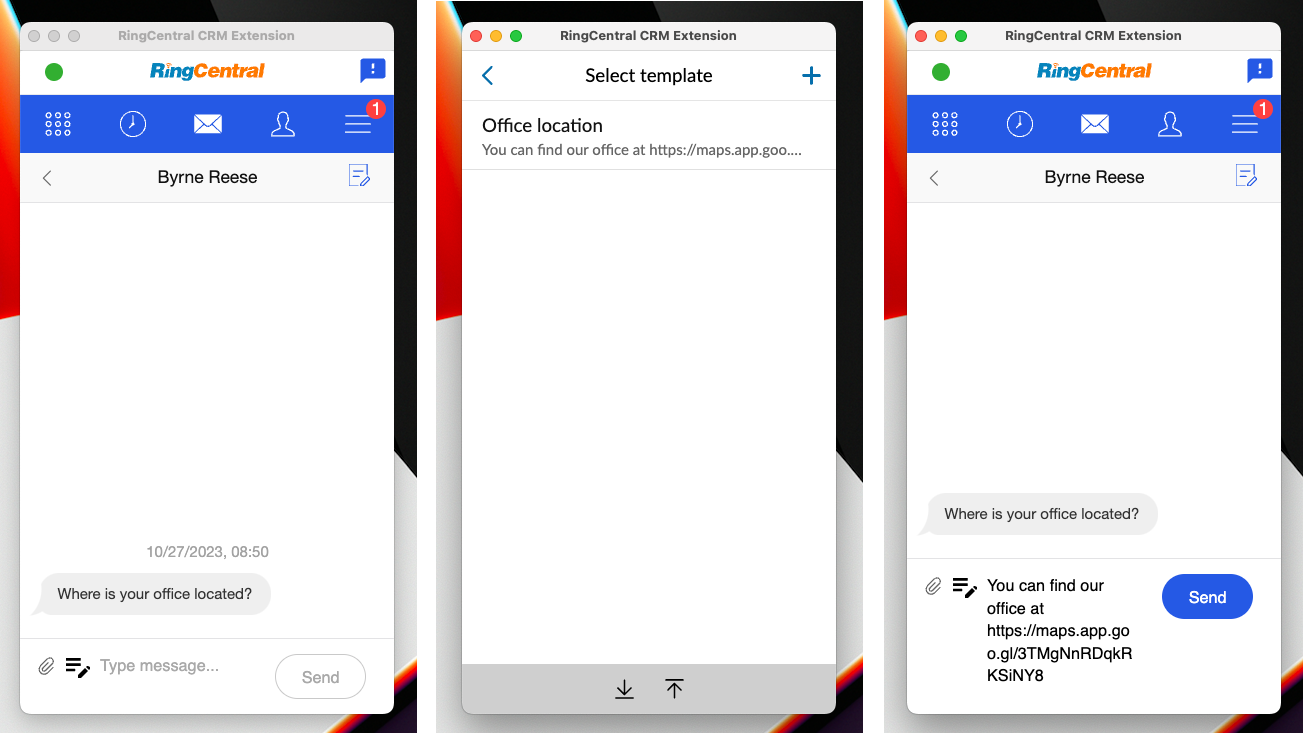 RingCentral CRM Extension
RingCentral
1
Byrne Reese
10/27/2023, 08:50
Where is your office located?
Type message...
Send
RingCentral CRM Extension
Select template
Office location
You can find our office at https://maps.app.goo....
RingCentral CRM Extension
RingCentral
1
Byrne Reese
Where is your office located?
You can find our
office at
https://maps.app.go
o.gl/3TMgNnRDqkR
KSiNY8
Send